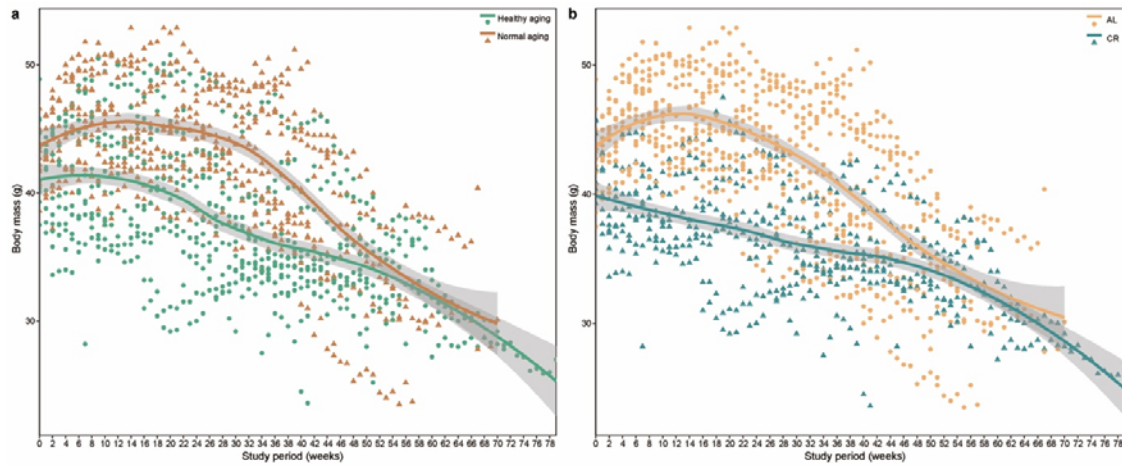 a
Healthy aging
Normal aging
Body mass (g)
50
40
30
0 2 4 6 8 10 12 14 16 18 20 22 24 26 28 30 32 34 36 38 40 42 44 46 48 50 52 54 56 58 60 62 64 66 68 70 72 74 76 78
Study period (weeks)
b
AL
CR
Body mass (g)
50
40
30
0 2 4 6 8 10 12 14 16 18 20 22 24 26 28 30 32 34 36 38 40 42 44 46 48 50 52 54 56 58 60 62 64 66 68 70 72 74 76 78
Study period (weeks)